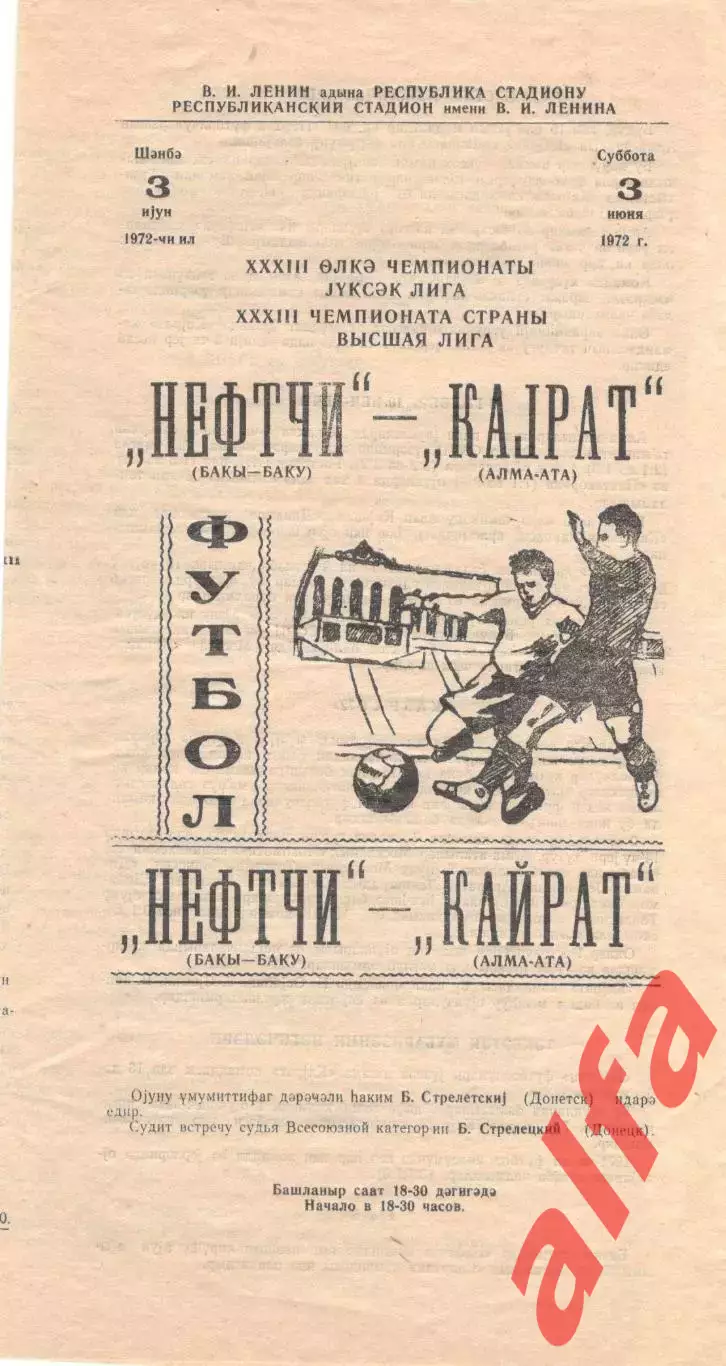 В. И. ЛЕНИН адына РЕСПУБЛИКА СТАДИОНУ
РЕСПУБЛИКАНСКИЙ СТАДИОН имени В. И. ЛЕНИНА
Шәнбә
3
ијун
1972-чи ил
Суббота
3
июня
1972 г.
XXXIII ӨЛКӘ ЧЕМПИОНАТЫ
ЈҮКСӘК ЛИГА
XXXIII ЧЕМПИОНАТА СТРАНЫ
ВЫСШАЯ ЛИГА
„НЕФТЧИ“ — „КАЈРАТ“
(БАКЫ—БАКУ) (АЛМА-АТА)
ФУТБОЛ
„НЕФТЧИ“ — „КАЙРАТ“
(БАКЫ—БАКУ) (АЛМА-АТА)
Ојуну үмумиттифаг дәрәчәли һаким Б. Стрелетскиј (Донетск) идарә
едир.
Судит встречу судья Всесоюзной категории Б. Стрелецкий (Донецк).
Башланыр саат 18-30 дәгигәдә
Начало в 18-30 часов.
alfa